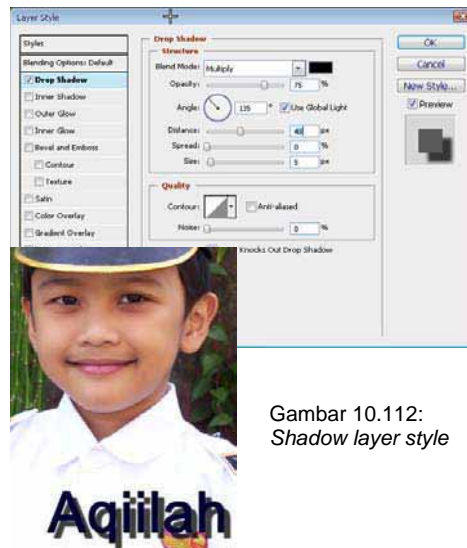 Layer Style
Styles
Blending Options: Default
Drop Shadow
Inner Shadow
Outer Glow
Inner Glow
Bevel and Emboss
Contour
Texture
Satin
Color Overlay
Gradient Overlay
Drop Shadow
Structure
Blend Mode: Multiply
Opacity: 75 %
Angle: 135 ° Use Global Light
Distance: px
Spread: 0 %
Size: 5 px
Quality
Contour: Anti-aliased
Noise: 0 %
Knocks Out Drop Shadow
OK
Cancel
New Style...
Preview
Aqiilah
Gambar 10.112:
Shadow layer style